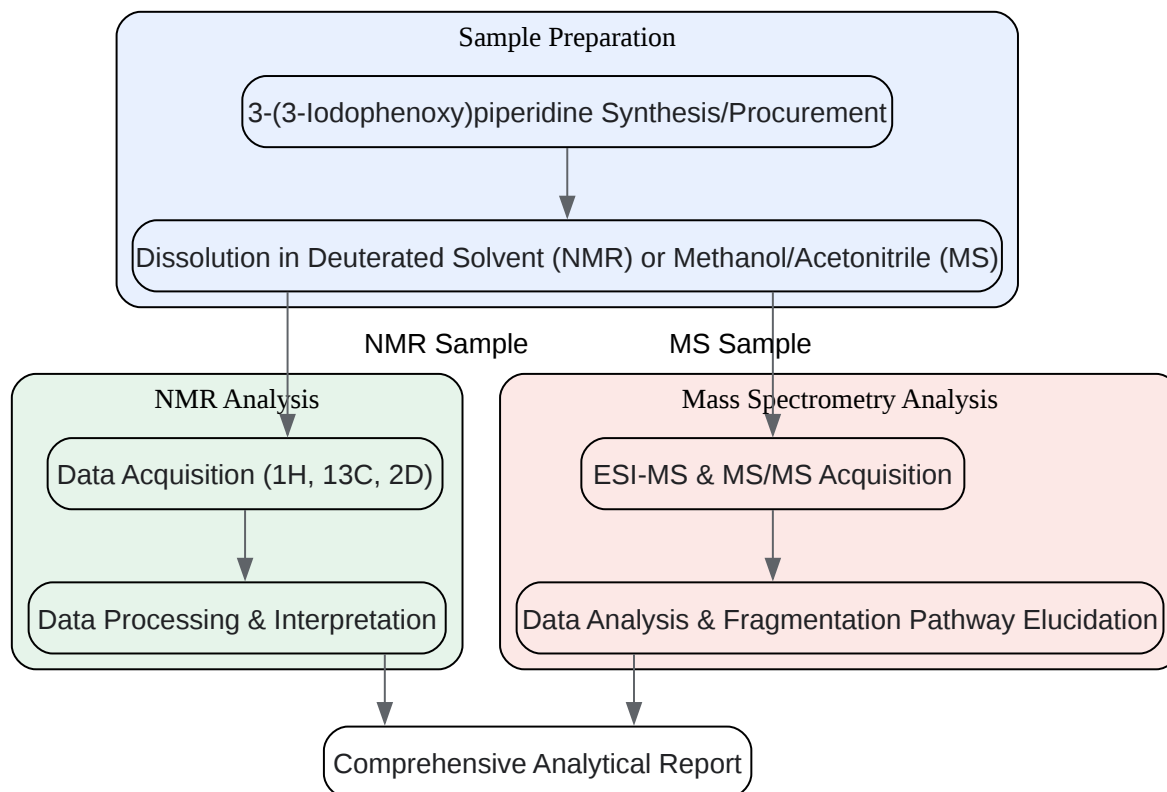 Sample Preparation
3-(3-Iodophenoxy)piperidine Synthesis/Procurement
Dissolution in Deuterated Solvent (NMR) or Methanol/Acetonitrile (MS)
NMR Sample
MS Sample
NMR Analysis
Data Acquisition (1H, 13C, 2D)
Data Processing & Interpretation
Mass Spectrometry Analysis
ESI-MS & MS/MS Acquisition
Data Analysis & Fragmentation Pathway Elucidation
Comprehensive Analytical Report